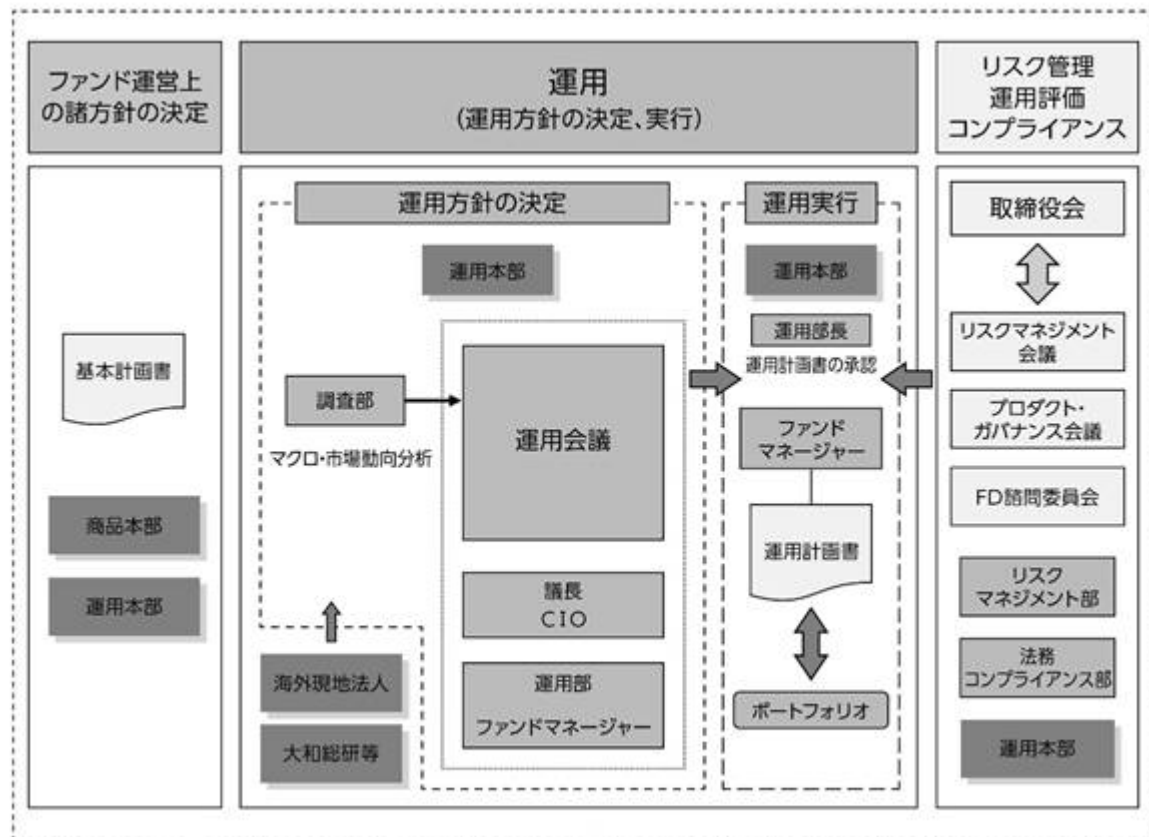 ファンド運営上
の諸方針の決定
運用
(運用方針の決定、実行)
リスク管理
運用評価
コンプライアンス
基本計画書
商品本部
運用本部
運用方針の決定
運用本部
調査部
マクロ・市場動向分析
運用会議
議長
CIO
運用部
ファンドマネージャー
海外現地法人
大和総研等
運用実行
運用本部
運用部長
運用計画書の承認
ファンド
マネージャー
運用計画書
ポートフォリオ
取締役会
リスクマネジメント
会議
プロダクト・
ガバナンス会議
FD諮問委員会
リスク
マネジメント部
法務
コンプライアンス部
運用本部